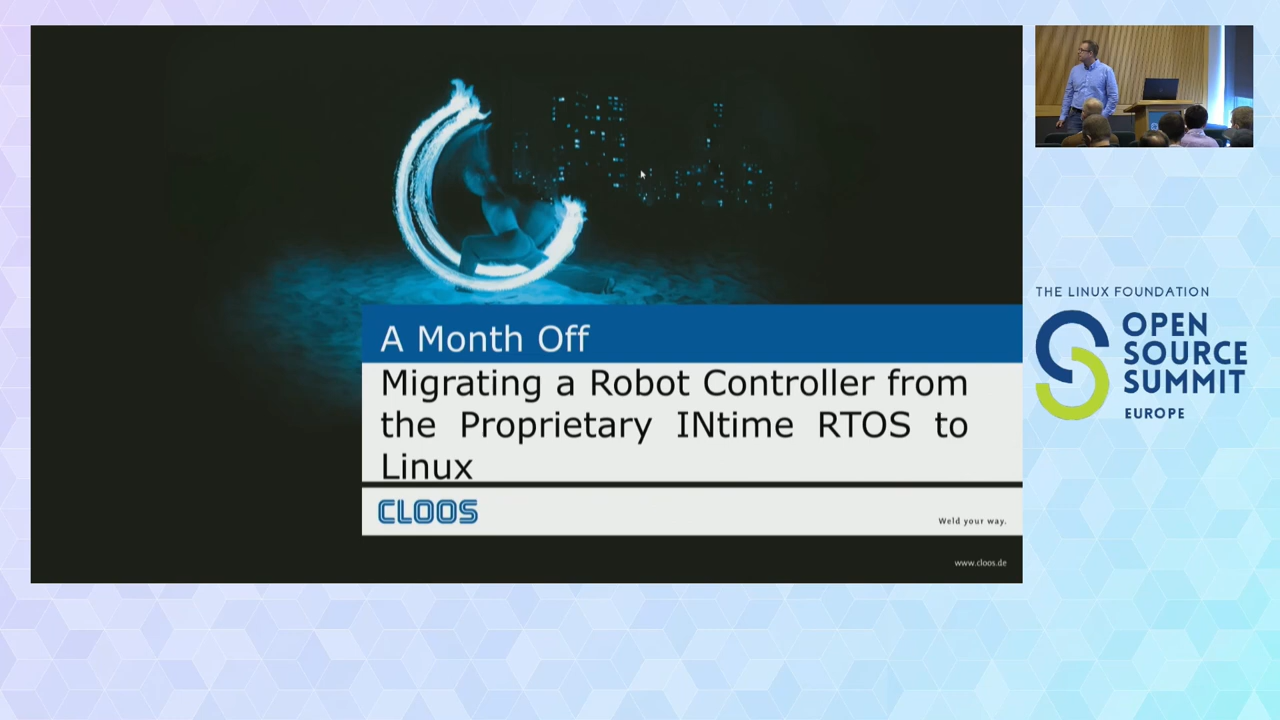 A Month Off
Migrating a Robot Controller from
the Proprietary INtime RTOS to
Linux
CLOOS
Weld your way.
www.cloos.de
THE LINUX FOUNDATION
OPEN
SOURCE
SUMMIT
EUROPE